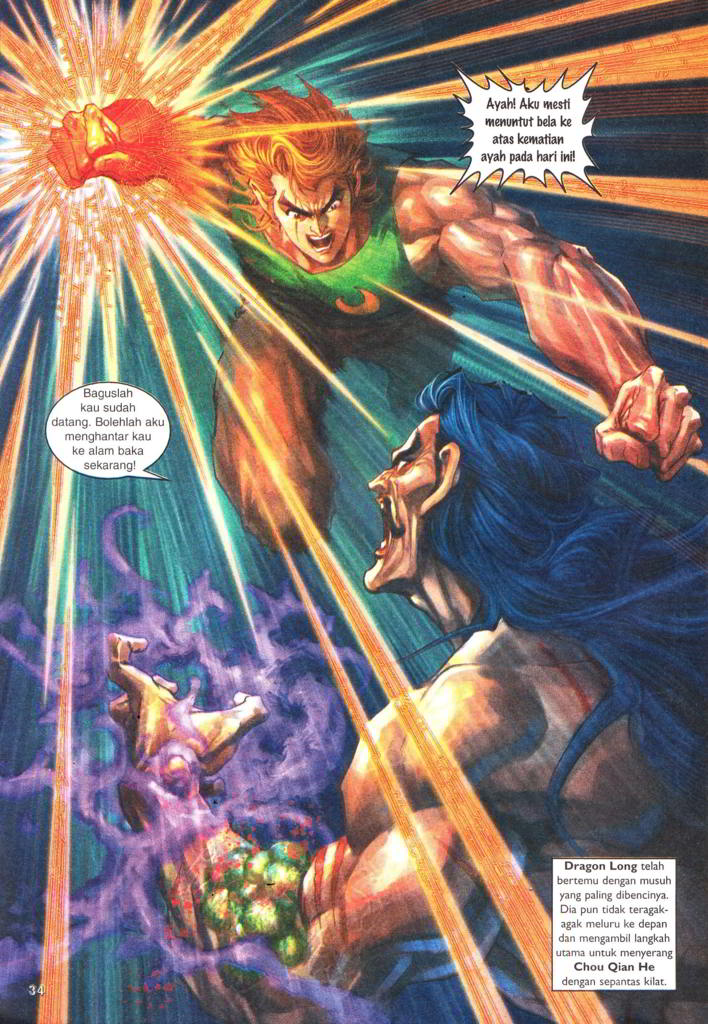 Ayah! Aku mesti
menuntut bela ke
atas kematian
ayah pada hari ini!
Baguslah
kau sudah
datang. Bolehlah aku
menghantar kau
ke alam baka
sekarang!
Dragon Long telah
bertemu dengan musuh
yang paling dibencinya.
Dia pun tidak teragak-
agak meluru ke depan
dan mengambil langkah
utama untuk menyerang
Chou Qian He
dengan sepantas kilat.
34